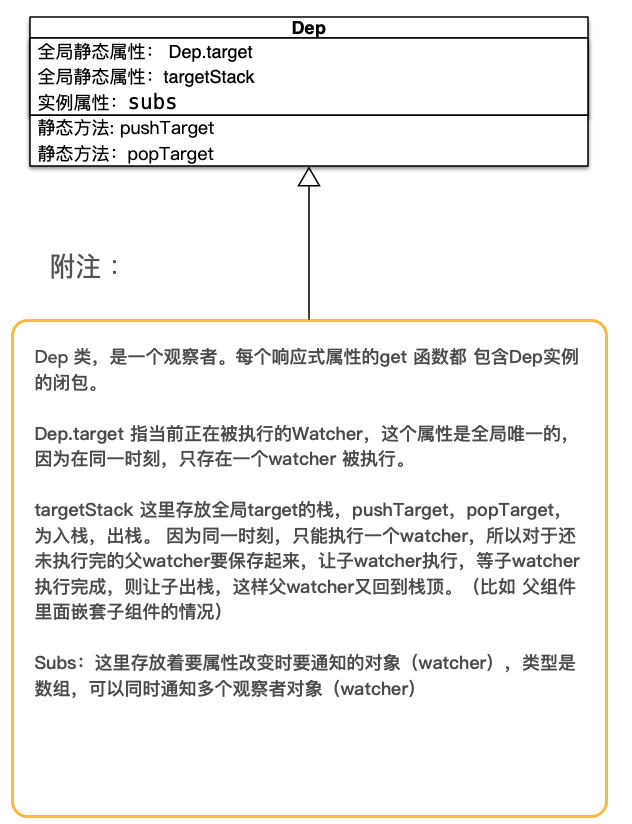 Dep
全局静态属性： Dep.target
全局静态属性：targetStack
实例属性：subs
静态方法: pushTarget
静态方法：popTarget
附注：
Dep 类，是一个观察者。每个响应式属性的get 函数都 包含Dep实例
的闭包。
Dep.target 指当前正在被执行的Watcher，这个属性是全局唯一的，
因为在同一时刻，只存在一个watcher 被执行。
targetStack 这里存放全局target的栈，pushTarget，popTarget，
为入栈，出栈。 因为同一时刻，只能执行一个watcher，所以对于还
未执行完的父watcher要保存起来，让子watcher执行，等子watcher
执行完成，则让子出栈，这样父watcher又回到栈顶。（比如 父组件
里面嵌套子组件的情况）
Subs：这里存放着要属性改变时要通知的对象（watcher），类型是
数组，可以同时通知多个观察者对象（watcher）